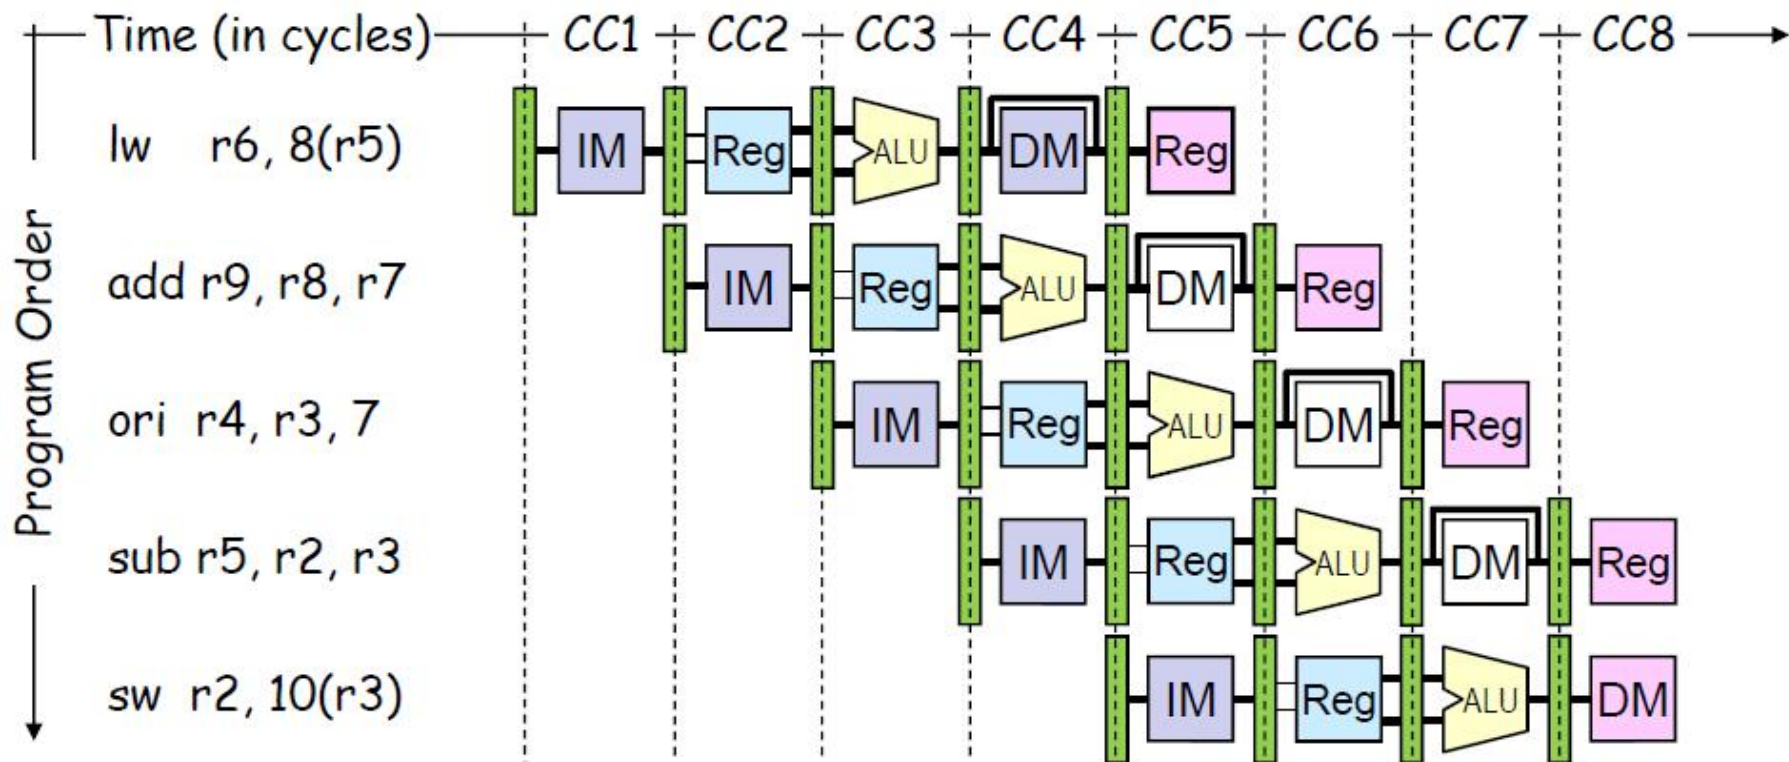 Time (in cycles) CC1 CC2 CC3 CC4 CC5 CC6 CC7 CC8
Program Order
lw r6, 8(r5) IM Reg ALU DM Reg
add r9, r8, r7 IM Reg ALU DM Reg
ori r4, r3, 7 IM Reg ALU DM Reg
sub r5, r2, r3 IM Reg ALU DM Reg
sw r2, 10(r3) IM Reg ALU DM